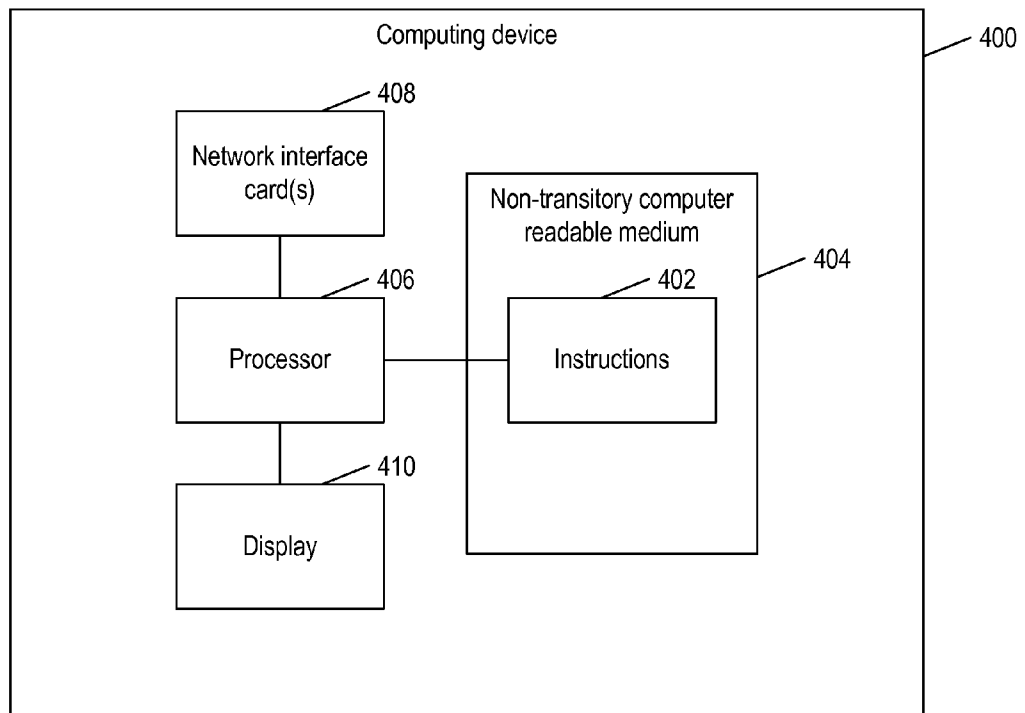 Computing device
400
408
Network interface
card(s)
Non-transitory computer
readable medium
404
406
402
Processor
Instructions
410
Display